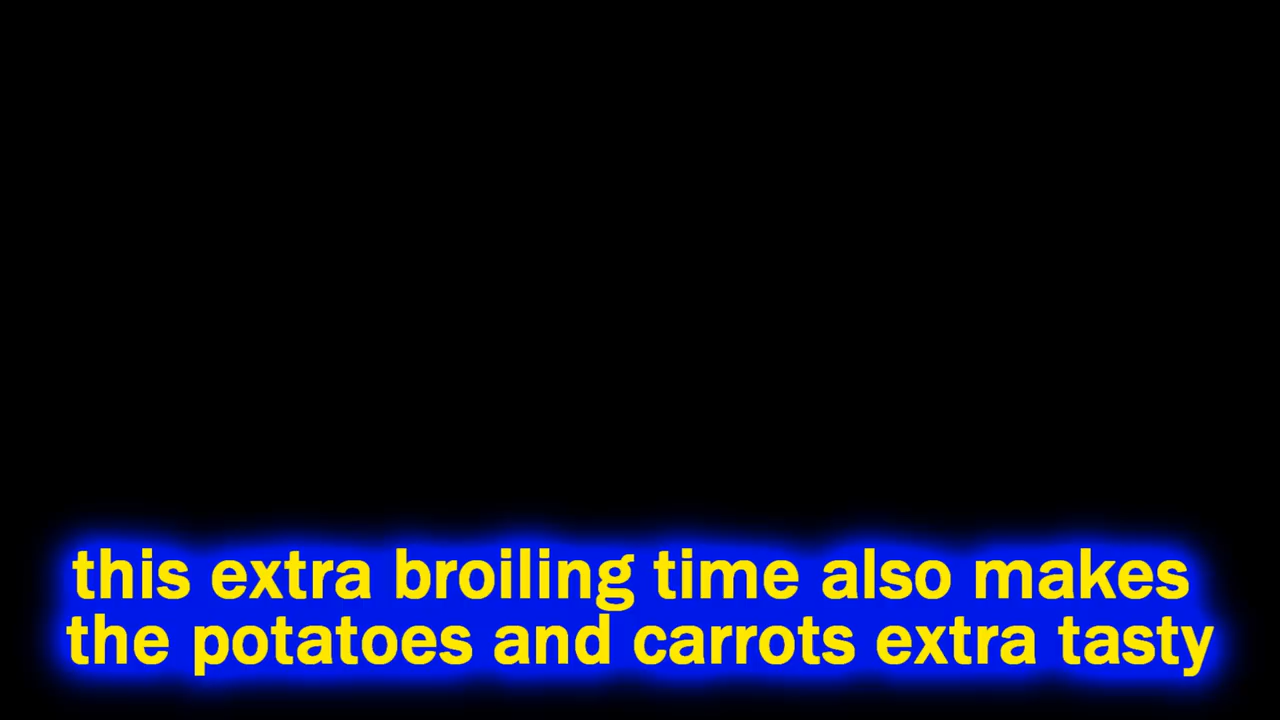 this extra broiling time also makes
the potatoes and carrots extra tasty